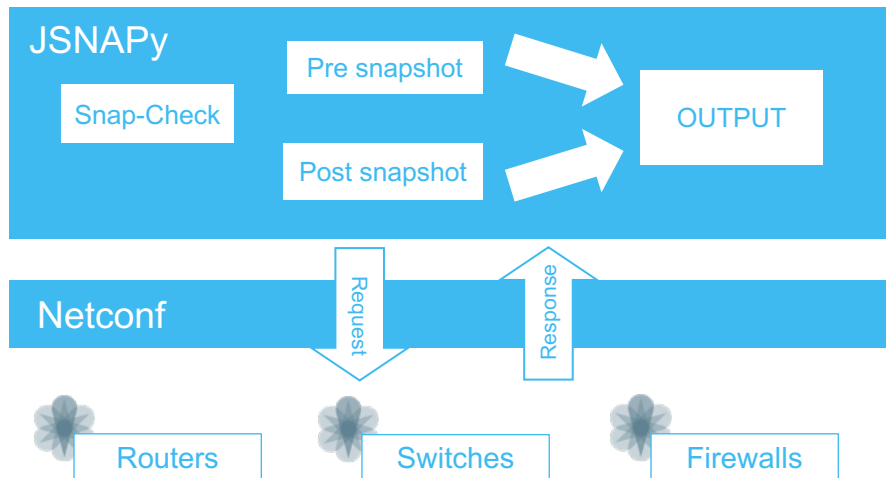 JSNAPy
Pre snapshot
Snap-Check
OUTPUT
Post snapshot
Request
Response
Netconf
Routers
Switches
Firewalls